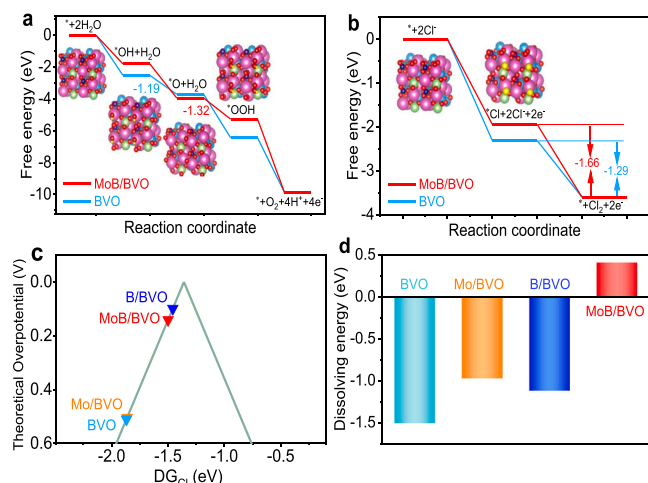 a
Free energy (eV)
0
-2
-4
-6
-8
-10
*+2H2O
*OH+H2O
-1.19
*O+H2O
-1.32
*OOH
*+O2+4H++4e-
MoB/BVO
BVO
Reaction coordinate
b
Free energy (eV)
0
-1
-2
-3
-4
*+2Cl-
*Cl+2Cl-+2e-
-1.66
-1.29
*+Cl2+2e-
MoB/BVO
BVO
Reaction coordinate
c
Theoretical Overpotential (V)
0.0
0.2
0.4
0.6
B/BVO
MoB/BVO
Mo/BVO
BVO
-2.0
-1.5
-1.0
-0.5
DGCl (eV)
d
Dissolving energy (eV)
0.5
0.0
-0.5
-1.0
-1.5
BVO
Mo/BVO
B/BVO
MoB/BVO